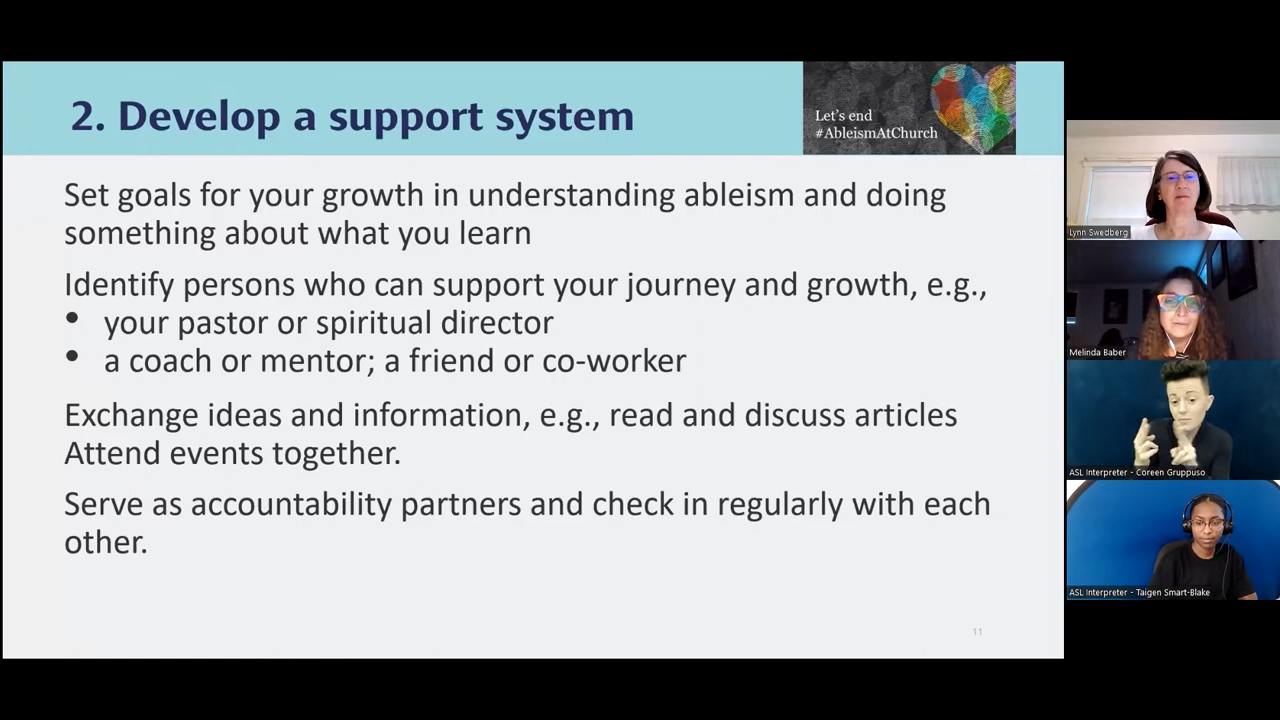 2. Develop a support system
Let's end
#AbleismAtChurch
Set goals for your growth in understanding ableism and doing
something about what you learn
Identify persons who can support your journey and growth, e.g.,
• your pastor or spiritual director
• a coach or mentor; a friend or co-worker
Exchange ideas and information, e.g., read and discuss articles
Attend events together.
Serve as accountability partners and check in regularly with each
other.
11
Lynn Swedberg
Melinda Baber
ASL Interpreter - Coreen Gruppuso
ASL Interpreter - Taigen Smart-Blake